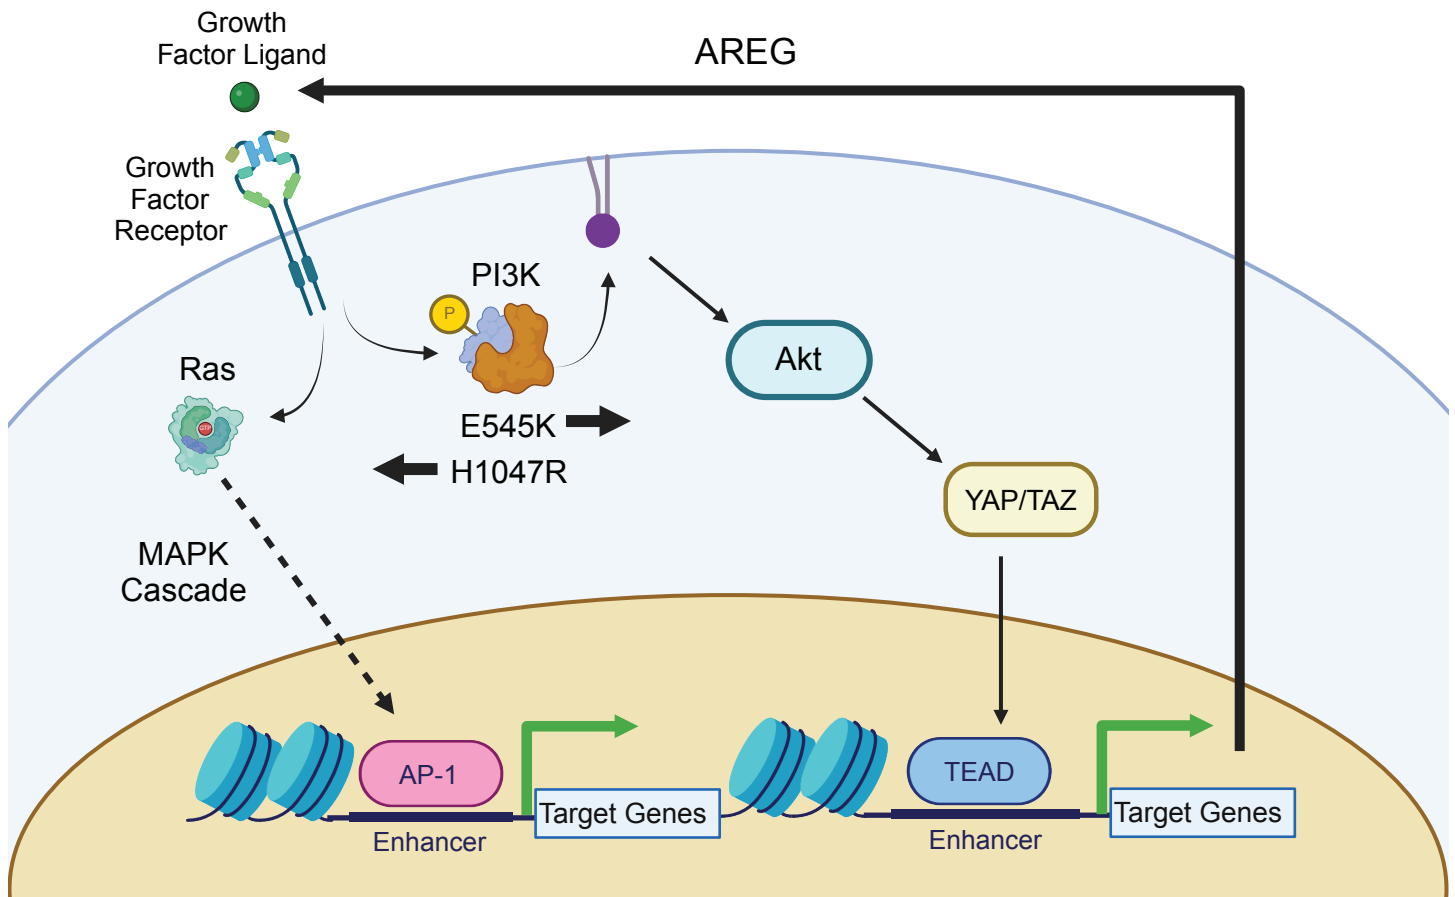 Growth
Factor Ligand
AREG
Growth
Factor
Receptor
PI3K
P
Ras
GTP
Akt
E545K
H1047R
YAP/TAZ
MAPK
Cascade
AP-1
TEAD
Target Genes
Target Genes
Enhancer
Enhancer